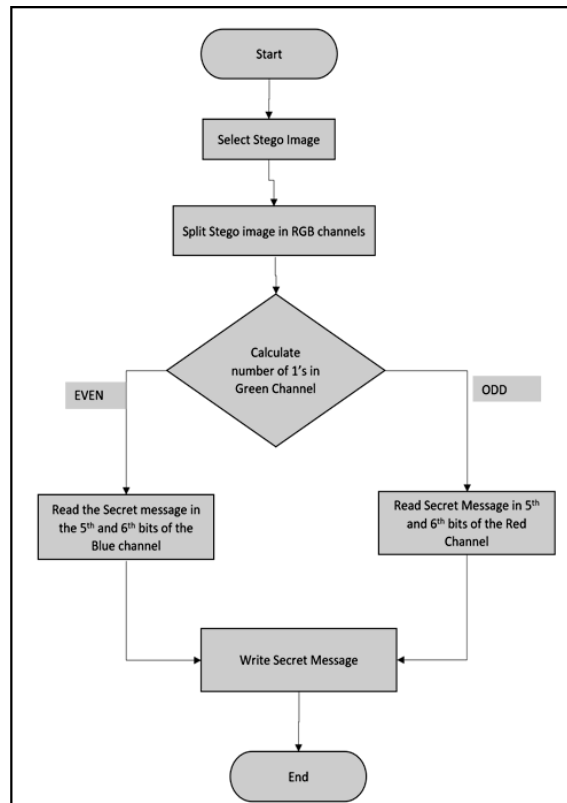 Start
Select Stego Image
Split Stego image in RGB channels
Calculate
number of 1's in
Green Channel
EVEN
ODD
Read the Secret message in
the 5th and 6th bits of the
Blue channel
Read Secret Message in 5th
and 6th bits of the Red
Channel
Write Secret Message
End